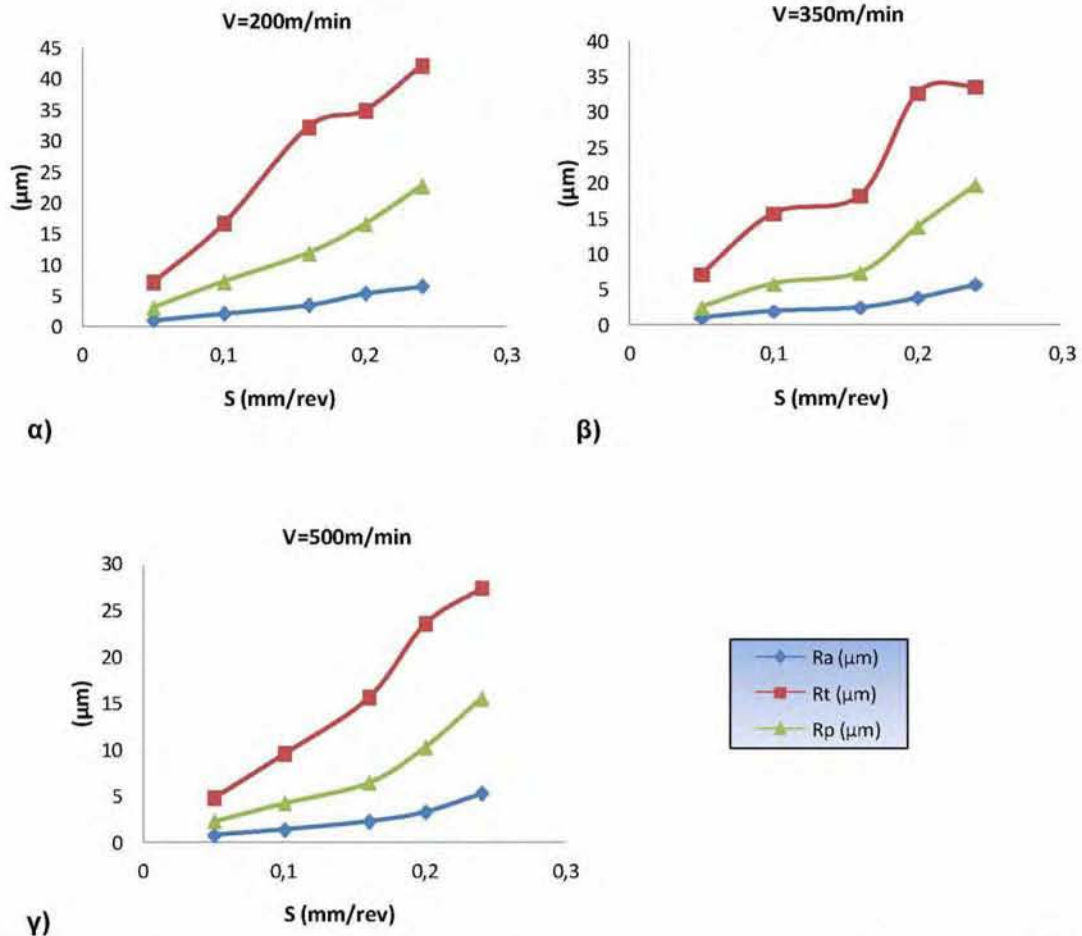 V=200m/min
45
40
35
30
25
20
15
10
5
0
(μm)
0 0,1 0,2 0,3
S (mm/rev)
α)
V=350m/min
40
35
30
25
20
15
10
5
0
(μm)
0 0,1 0,2 0,3
S (mm/rev)
β)
V=500m/min
30
25
20
15
10
5
0
(μm)
0 0,1 0,2 0,3
S (mm/rev)
γ)
Ra (μm)
Rt (μm)
Rp (μm)